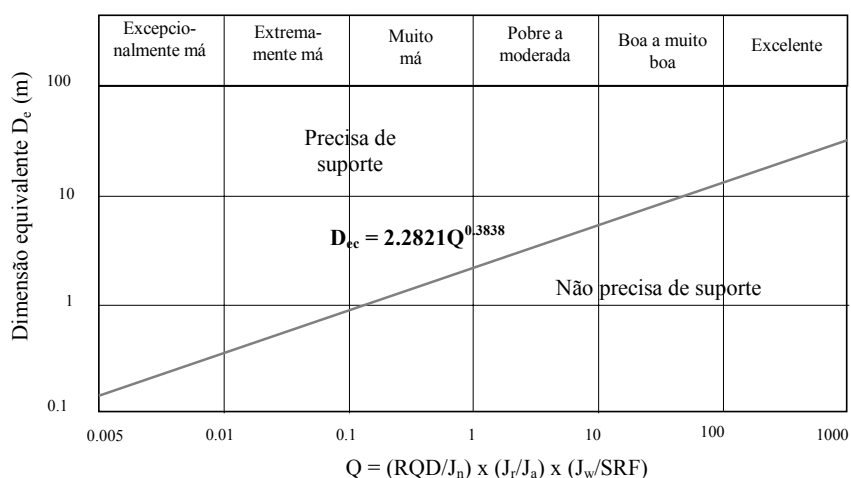 Excepcio-
nalmente má
Extrema-
mente má
Muito
má
Pobre a
moderada
Boa a muito
boa
Excelente
Dimensão equivalente Dₑ (m)
100
10
1
0.1
Precisa de
suporte
Dec = 2.2821Q^0.3838
Não precisa de suporte
0.005
0.01
0.1
1
10
100
1000
Q = (RQD/Jn) x (Jr/Ja) x (Jw/SRF)